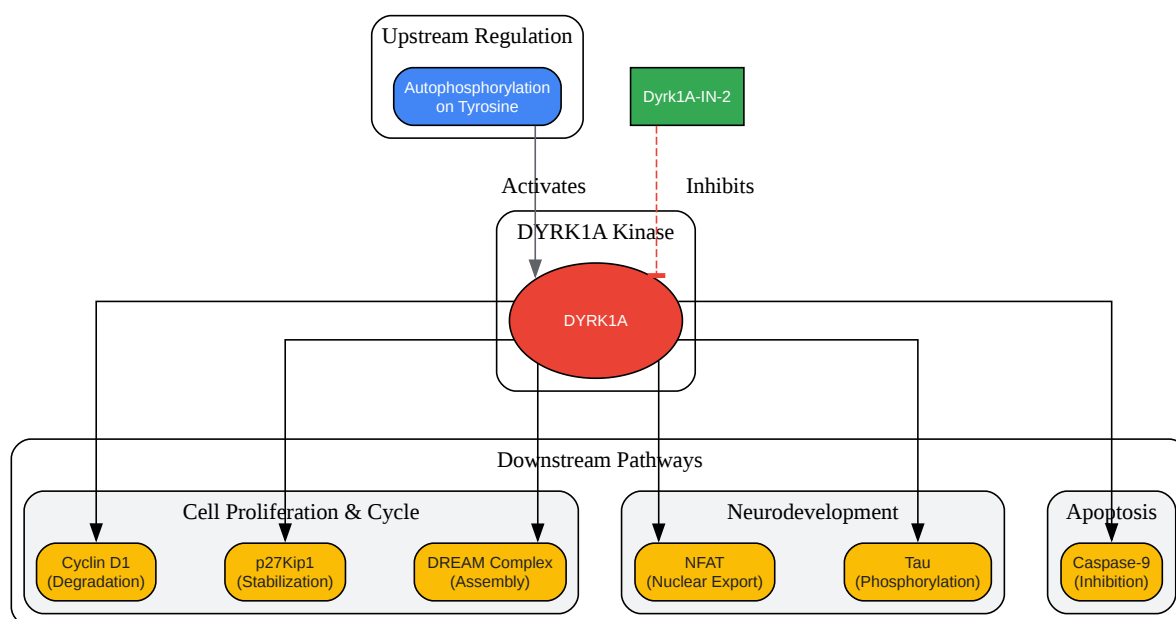 Upstream Regulation
Autophosphorylation
on Tyrosine
Dyrk1A-IN-2
Activates
Inhibits
DYRK1A Kinase
DYRK1A
Downstream Pathways
Cell Proliferation & Cycle
Neurodevelopment
Apoptosis
Cyclin D1
(Degradation)
p27Kip1
(Stabilization)
DREAM Complex
(Assembly)
NFAT
(Nuclear Export)
Tau
(Phosphorylation)
Caspase-9
(Inhibition)